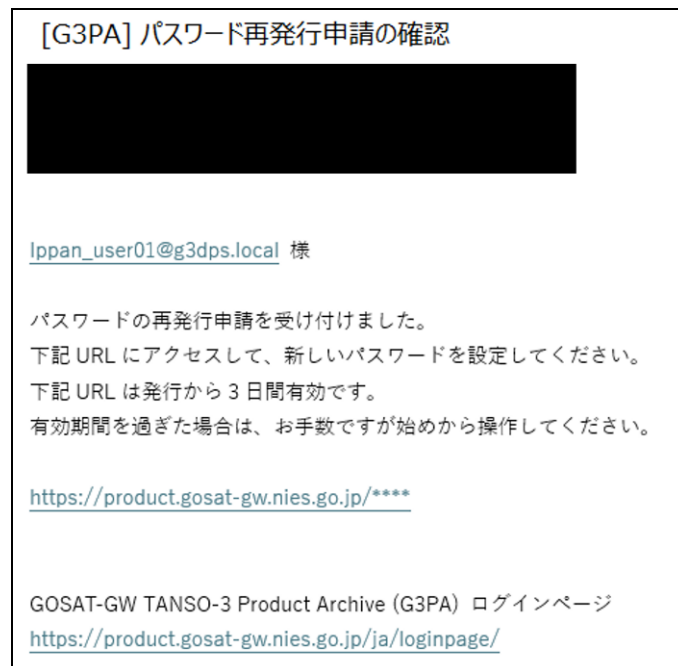 [G3PA] パスワード再発行申請の確認
Ippan_user01@g3dps.local 様
パスワードの再発行申請を受け付けました。
下記 URL にアクセスして、新しいパスワードを設定してください。
下記 URL は発行から 3 日間有効です。
有効期間を過ぎた場合は、お手数ですが始めから操作してください。
https://product.gosat-gw.nies.go.jp/****
GOSAT-GW TANSO-3 Product Archive (G3PA) ログインページ
https://product.gosat-gw.nies.go.jp/ja/loginpage/